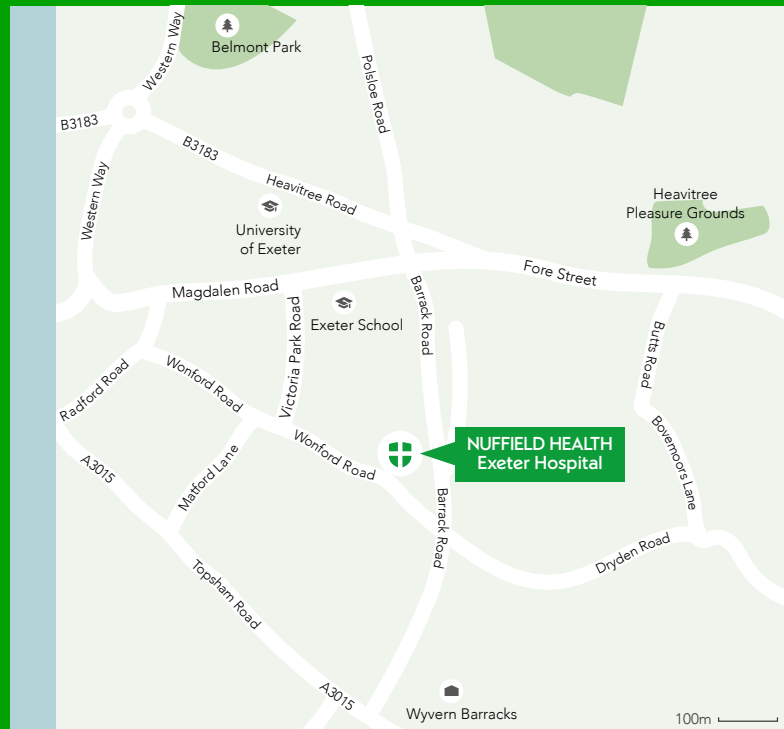 Belmont Park
Western Way
Polsloe Road
B3183
B3183
Heavitree Road
Western Way
University
of Exeter
Heavitree
Pleasure Grounds
Fore Street
Magdalen Road
Exeter School
Barrack Road
Victoria Park Road
Butts Road
Radford Road
Wonford Road
Wonford Road
NUFFIELD HEALTH
Exeter Hospital
Bovemoors Lane
A3015
Matford Lane
Barrack Road
Dryden Road
Topsham Road
A3015
Wyvern Barracks
100m